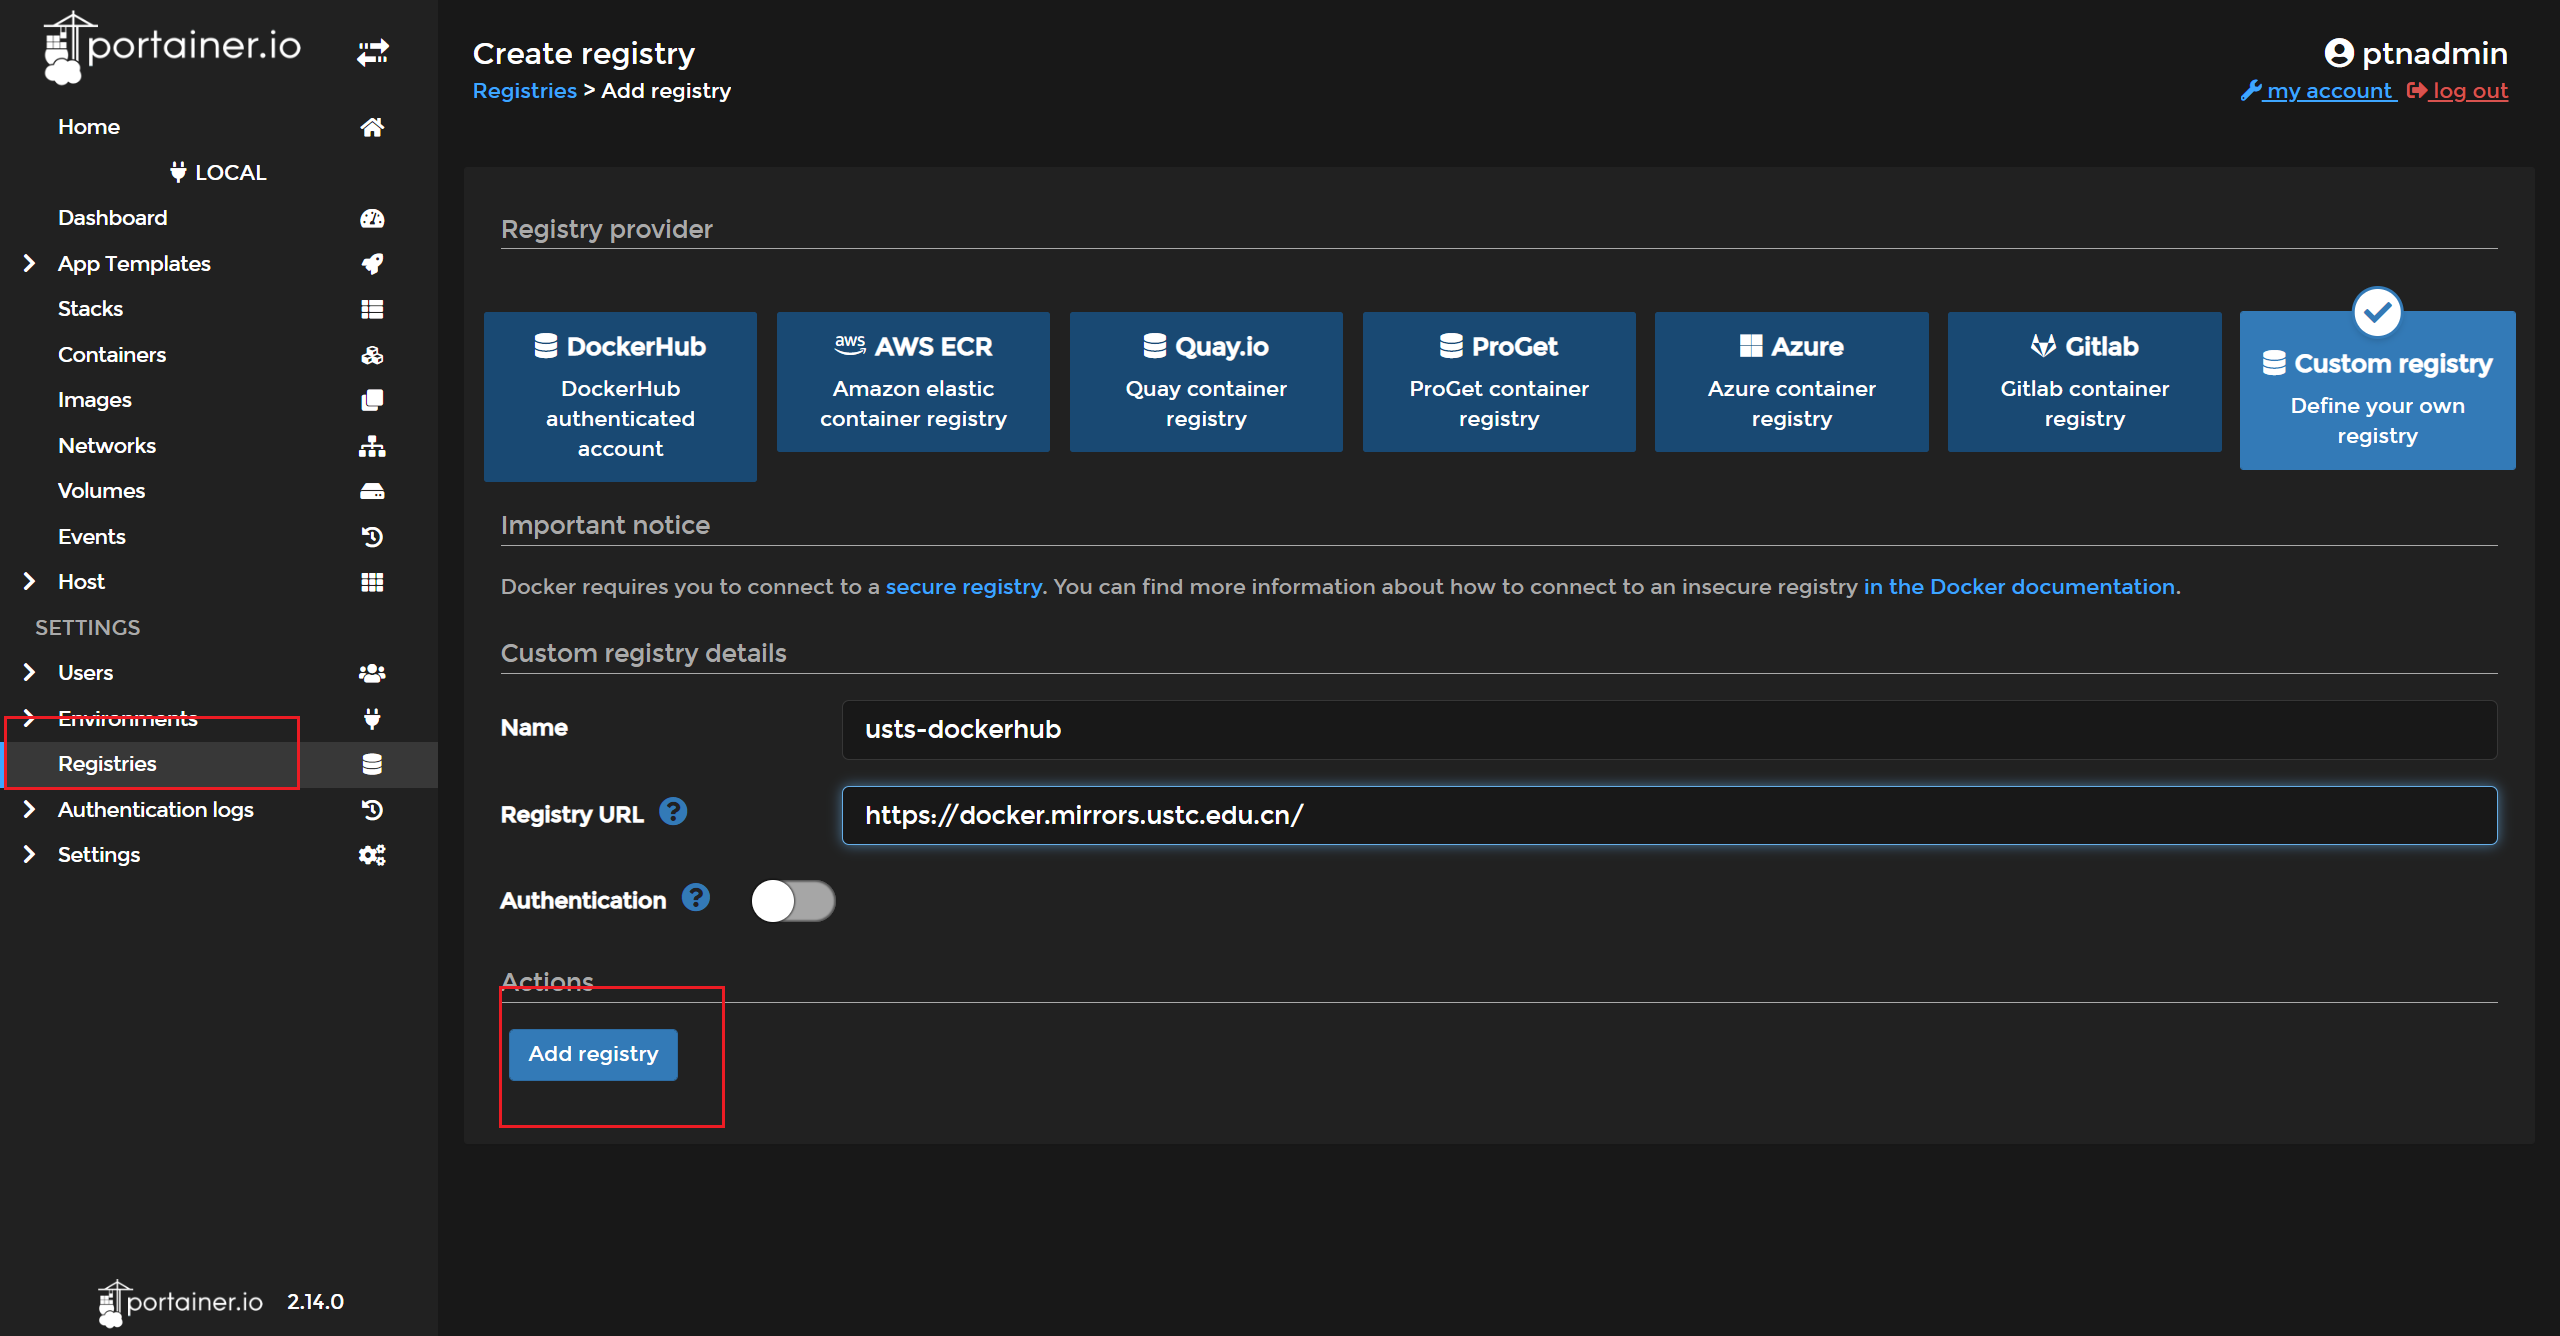 portainer.io
Home
LOCAL
Dashboard
App Templates
Stacks
Containers
Images
Networks
Volumes
Events
Host
SETTINGS
Users
Environments
Registries
Authentication logs
Settings
portainer.io 2.14.0
Create registry
Registries > Add registry
ptnadmin
my account log out
Registry provider
DockerHub
DockerHub
authenticated
account
aws AWS ECR
Amazon elastic
container registry
Quay.io
Quay container
registry
ProGet
ProGet container
registry
Azure
Azure container
registry
Gitlab
Gitlab container
registry
Custom registry
Define your own
registry
Important notice
Docker requires you to connect to a secure registry. You can find more information about how to connect to an insecure registry in the Docker documentation.
Custom registry details
Name usts-dockerhub
Registry URL ? https://docker.mirrors.ustc.edu.cn/
Authentication ?
Actions
Add registry